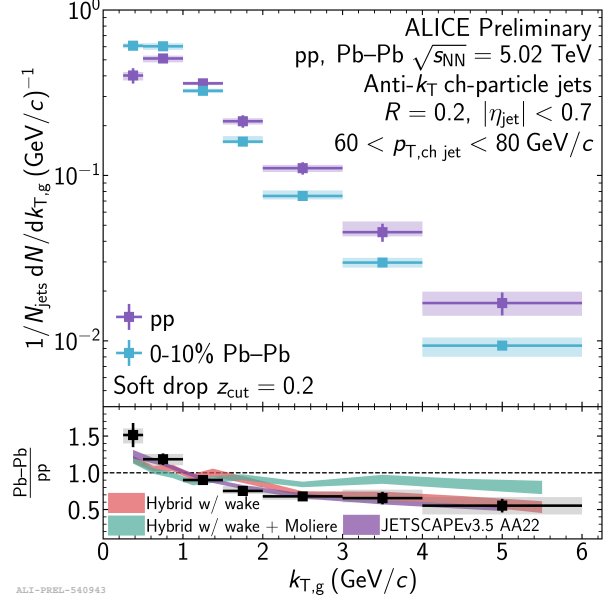 ALICE Preliminary
pp, Pb–Pb √sNN = 5.02 TeV
Anti-kT ch-particle jets
R = 0.2, |ηjet| < 0.7
60 < pT,ch jet < 80 GeV/c
1/Njets dN/dkT,g (GeV/c)⁻¹
10⁰
10⁻¹
10⁻²
pp
0-10% Pb–Pb
Soft drop zcut = 0.2
Pb–Pb
pp
1.5
1.0
0.5
Hybrid w/ wake
Hybrid w/ wake + Moliere
JETSCAPEv3.5 AA22
0 1 2 3 4 5 6
kT,g (GeV/c)
ALI-PREL-540943